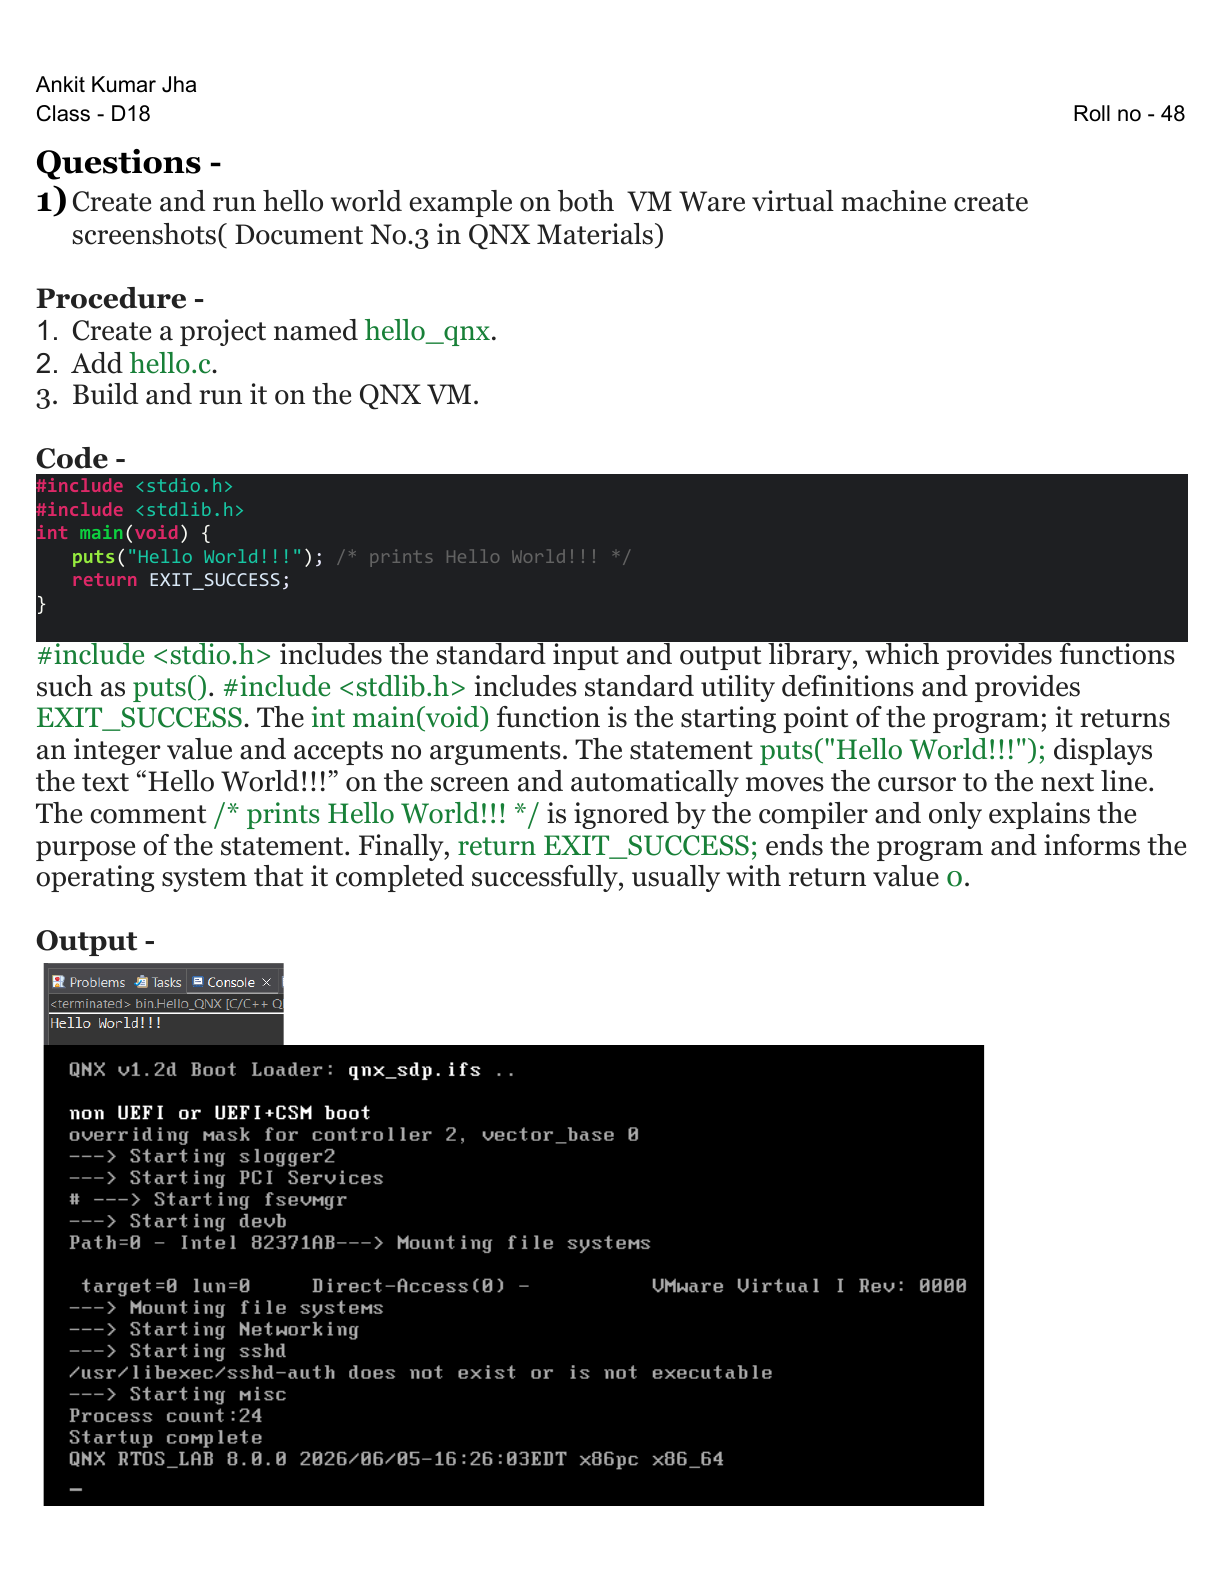 Ankit Kumar Jha
Class - D18 Roll no - 48
Questions -
1) Create and run hello world example on both  VM Ware virtual machine create
screenshots( Document No.3 in QNX Materials)
Procedure -
1. Create a project named hello_qnx.
2. Add hello.c.
3. Build and run it on the QNX VM.
Code -
#include <stdio.h>
#include <stdlib.h>
int main(void) {
puts("Hello World!!!"); /* prints Hello World!!! */
return EXIT_SUCCESS;
}
#include <stdio.h> includes the standard input and output library, which provides functions
such as puts(). #include <stdlib.h> includes standard utility definitions and provides
EXIT_SUCCESS. The int main(void) function is the starting point of the program; it returns
an integer value and accepts no arguments. The statement puts("Hello World!!!"); displays
the text “Hello World!!!” on the screen and automatically moves the cursor to the next line.
The comment /* prints Hello World!!! */ is ignored by the compiler and only explains the
purpose of the statement. Finally, return EXIT_SUCCESS; ends the program and informs the
operating system that it completed successfully, usually with return value 0.
Output -
Problems Tasks Console ×
<terminated> bin.Hello_QNX [C/C++ Q
Hello World!!!
QNX v1.2d Boot Loader: qnx_sdp.ifs ..
non UEFI or UEFI+CSM boot
overriding mask for controller 2, vector_base 0
---> Starting slogger2
---> Starting PCI Services
# ---> Starting fsevmgr
---> Starting devb
Path=0 - Intel 82371AB---> Mounting file systems
target=0 lun=0 Direct-Access(0) - VMware Virtual I Rev: 0000
---> Mounting file systems
---> Starting Networking
---> Starting sshd
/usr/libexec/sshd-auth does not exist or is not executable
---> Starting misc
Process count:24
Startup complete
QNX RTOS_LAB 8.0.0 2026/06/05-16:26:03EDT x86pc x86_64
_